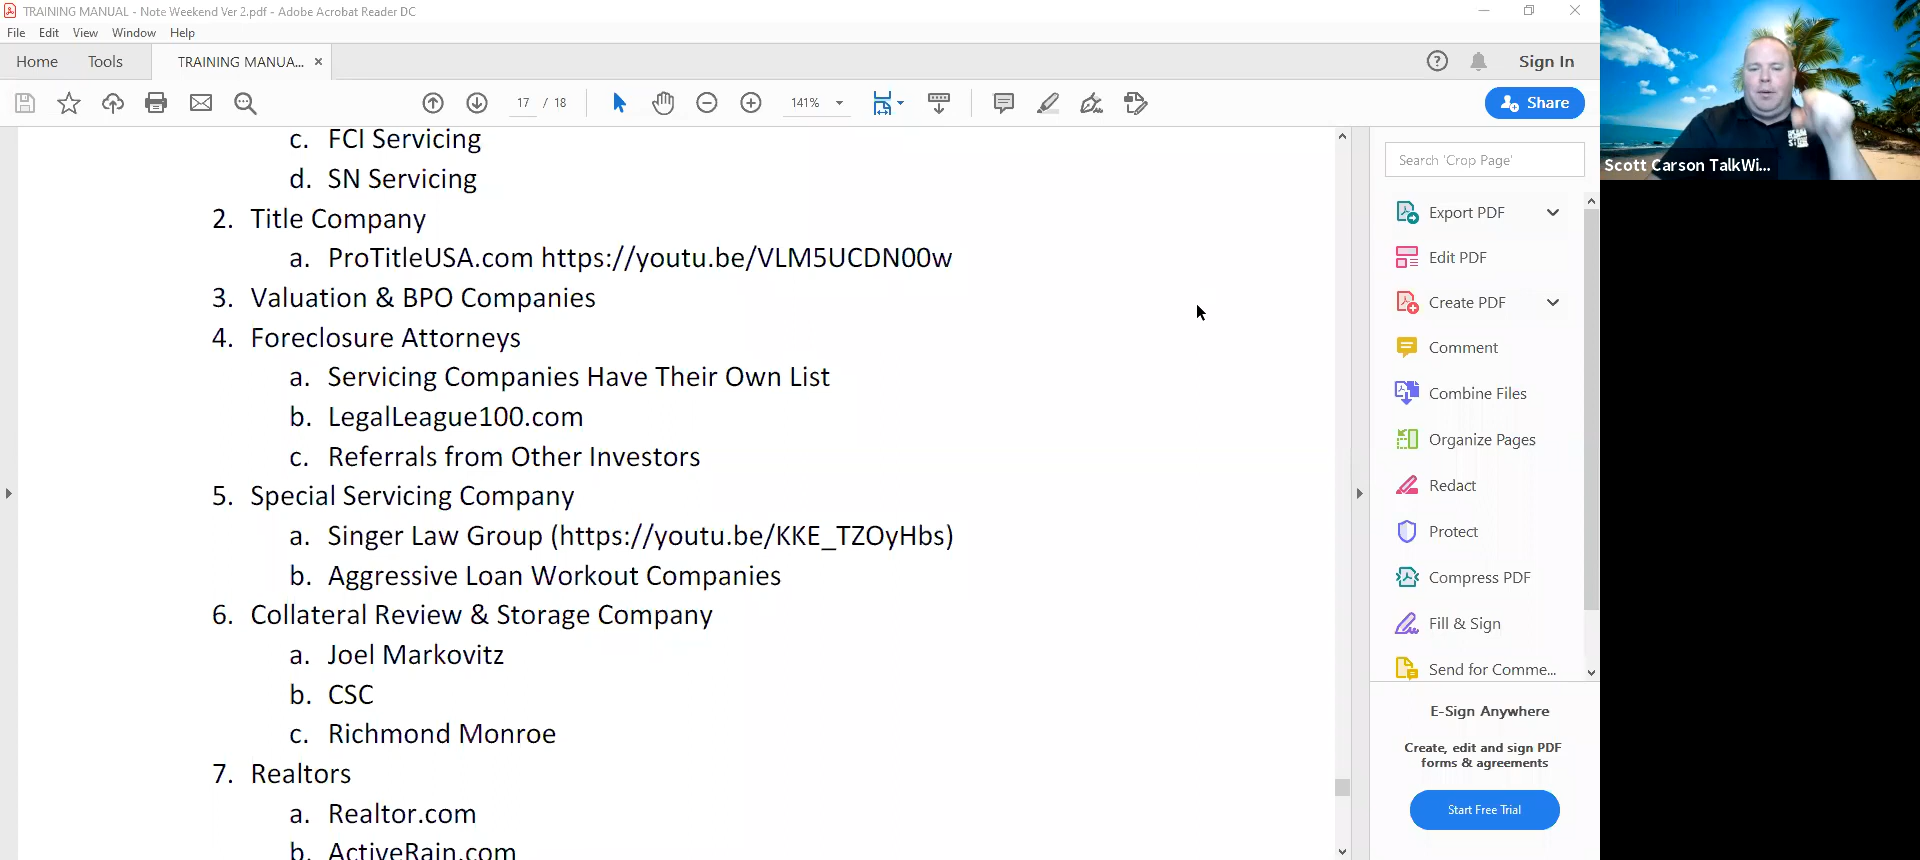 TRAINING MANUAL - Note Weekend Ver 2.pdf - Adobe Acrobat Reader DC
File Edit View Window Help
Home Tools TRAINING MANUA... ×
Sign In
17 / 18 141%
Share
c. FCI Servicing
d. SN Servicing
2. Title Company
a. ProTitleUSA.com https://youtu.be/VLM5UCDN00w
3. Valuation & BPO Companies
4. Foreclosure Attorneys
a. Servicing Companies Have Their Own List
b. LegalLeague100.com
c. Referrals from Other Investors
5. Special Servicing Company
a. Singer Law Group (https://youtu.be/KKE_TZOyHbs)
b. Aggressive Loan Workout Companies
6. Collateral Review & Storage Company
a. Joel Markovitz
b. CSC
c. Richmond Monroe
7. Realtors
a. Realtor.com
b. ActiveRain.com
Search 'Crop Page'
Export PDF
Edit PDF
Create PDF
Comment
Combine Files
Organize Pages
Redact
Protect
Compress PDF
Fill & Sign
Send for Comme...
E-Sign Anywhere
Create, edit and sign PDF
forms & agreements
Start Free Trial
Scott Carson TalkWi...